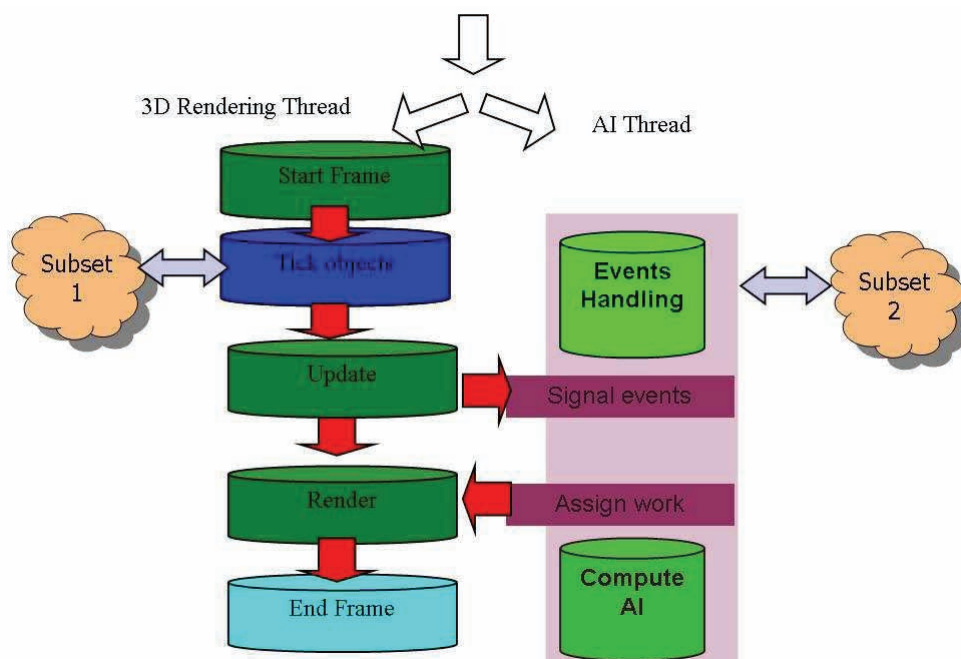 3D Rendering Thread
AI Thread
Start Frame
Subset
1
Tick objects
Events
Handling
Subset
2
Update
Signal events
Render
Assign work
Compute
AI
End Frame